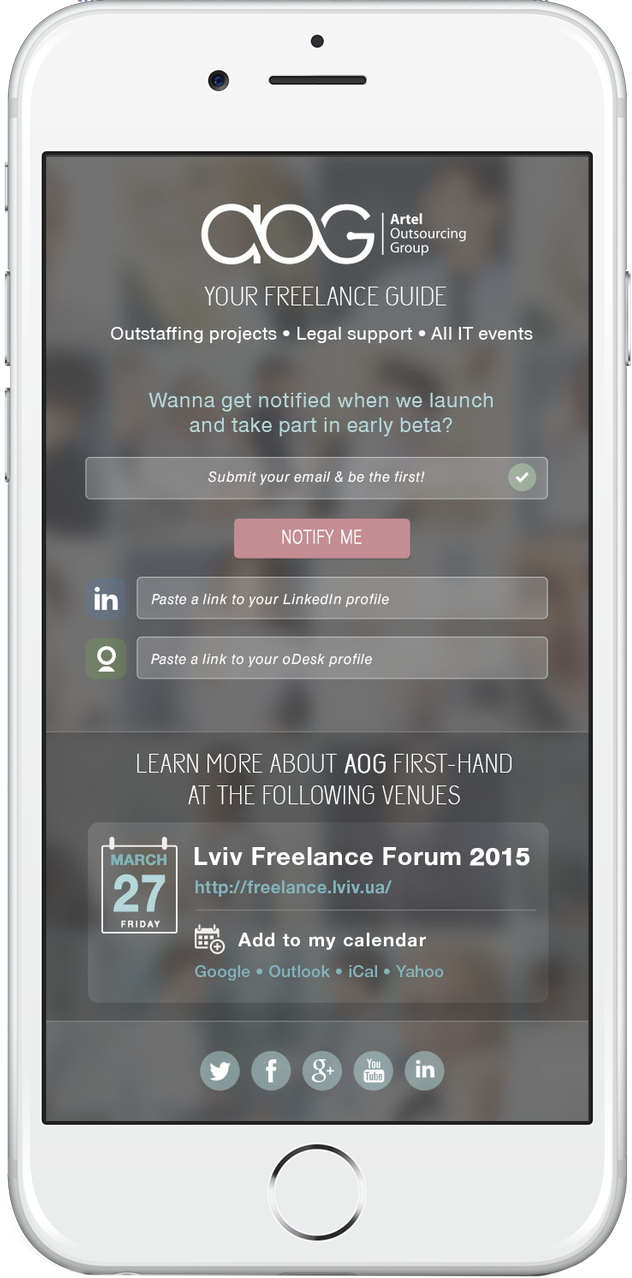 aoG
Artel
Outsourcing
Group
YOUR FREELANCE GUIDE
Outstaffing projects • Legal support • All IT events
Wanna get notified when we launch
and take part in early beta?
Submit your email & be the first!
NOTIFY ME
in
Paste a link to your LinkedIn profile
Paste a link to your oDesk profile
LEARN MORE ABOUT AOG FIRST-HAND
AT THE FOLLOWING VENUES
MARCH
27
FRIDAY
Lviv Freelance Forum 2015
http://freelance.lviv.ua/
Add to my calendar
Google • Outlook • iCal • Yahoo
f
g+
You
Tube
in